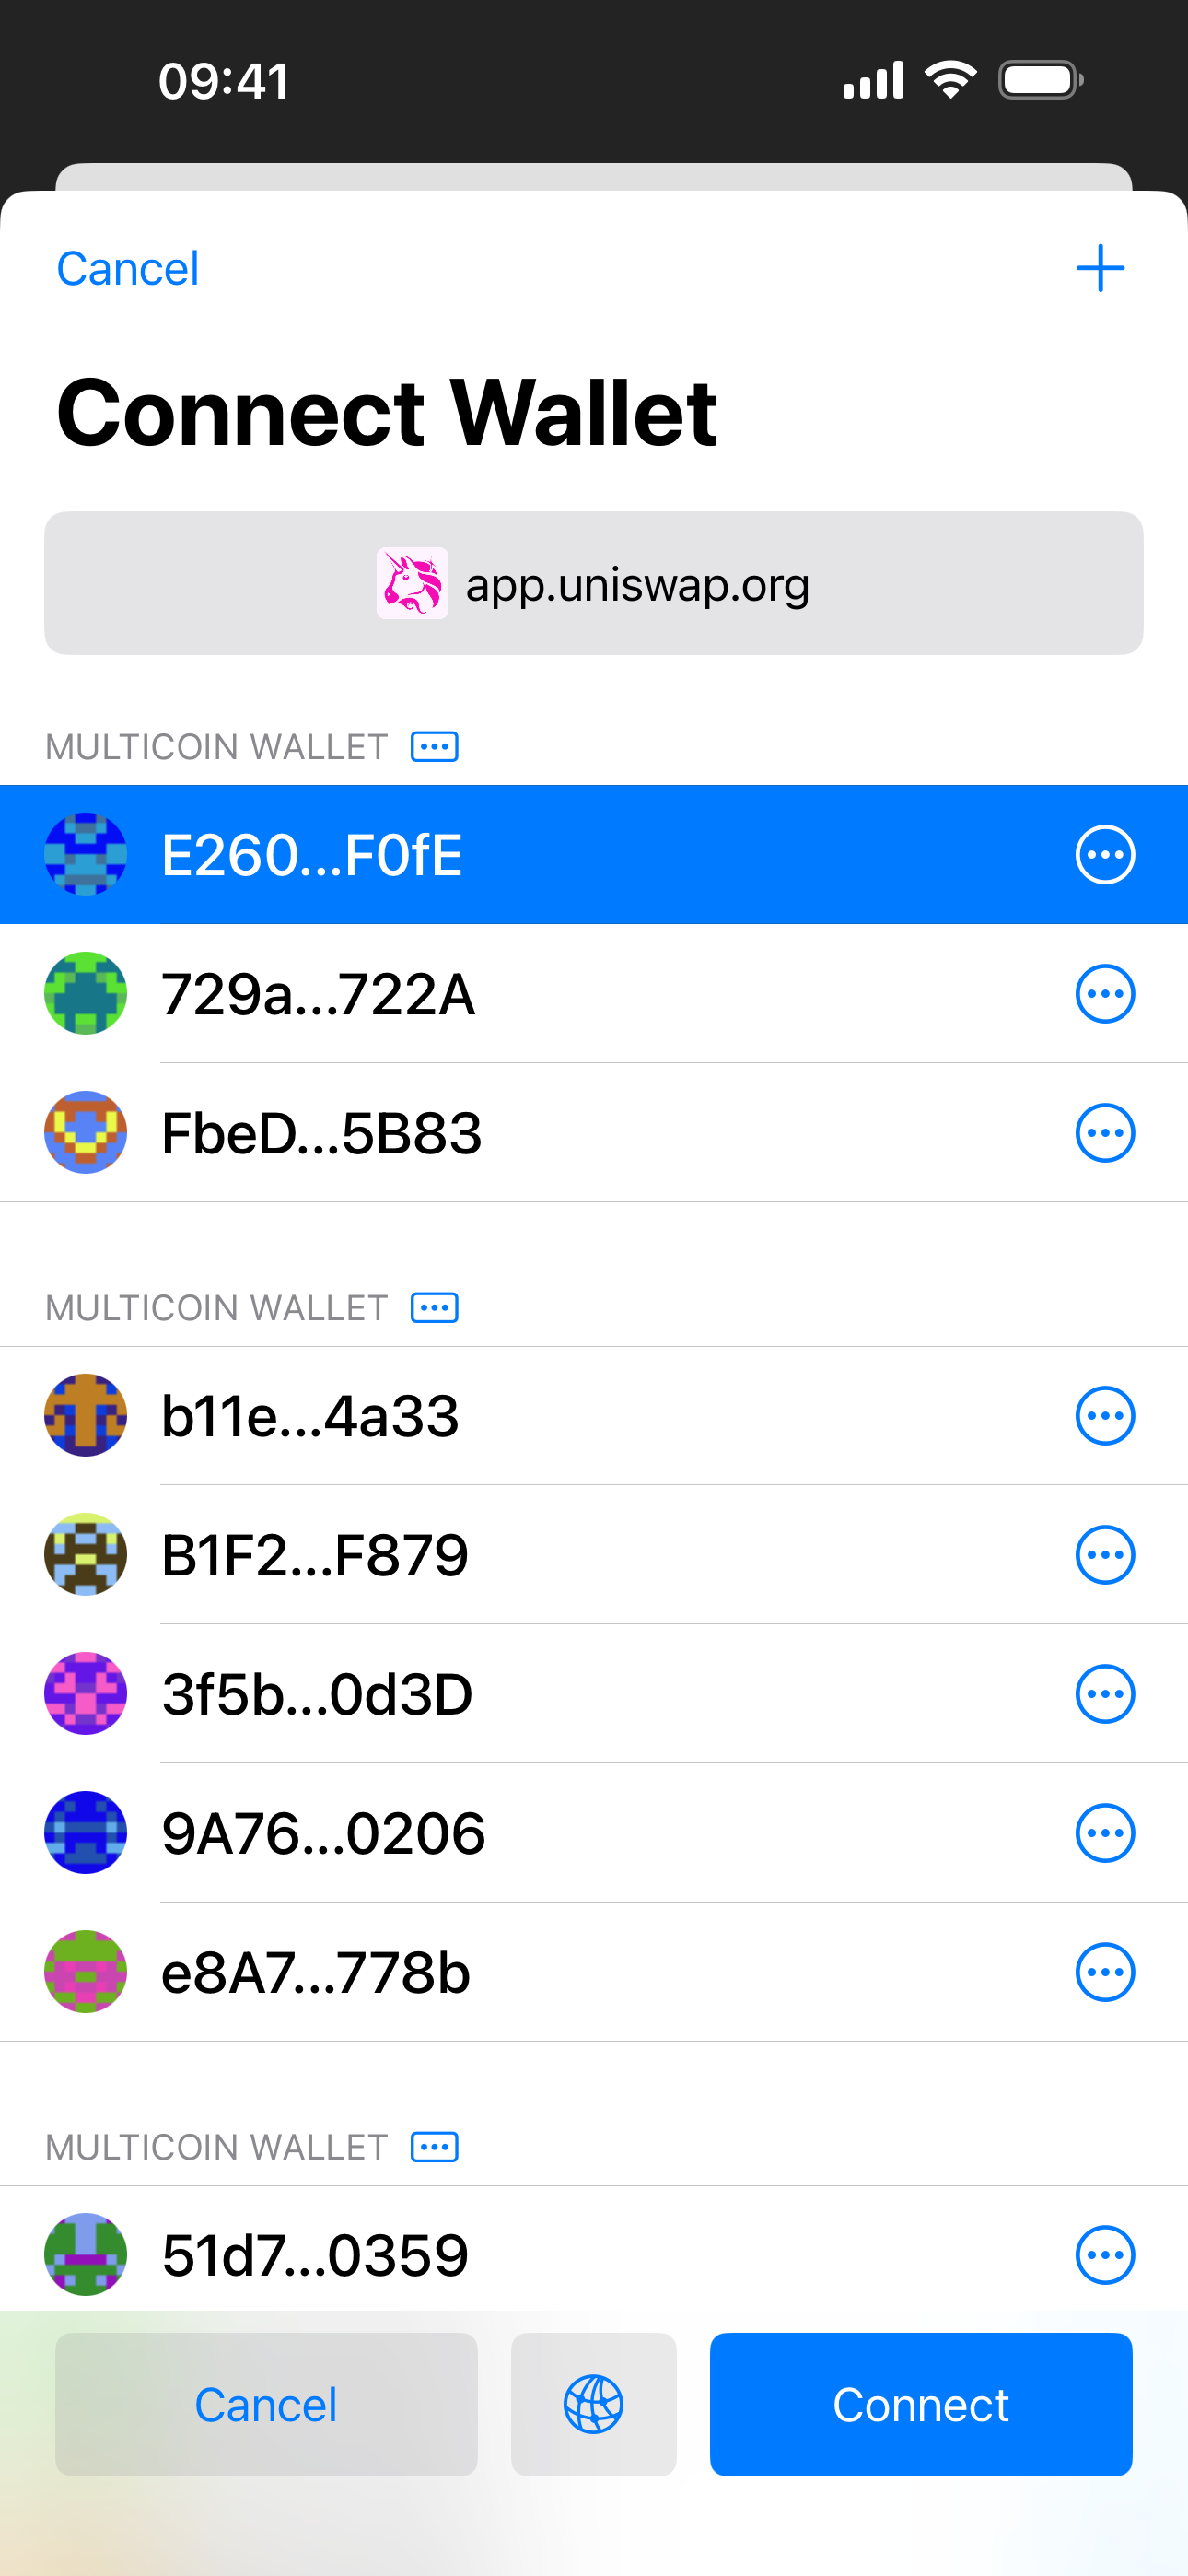 09:41
Cancel
Connect Wallet
app.uniswap.org
MULTICOIN WALLET
E260...F0fE
729a...722A
FbeD...5B83
MULTICOIN WALLET
b11e...4a33
B1F2...F879
3f5b...0d3D
9A76...0206
e8A7...778b
MULTICOIN WALLET
51d7...0359
Cancel
Connect